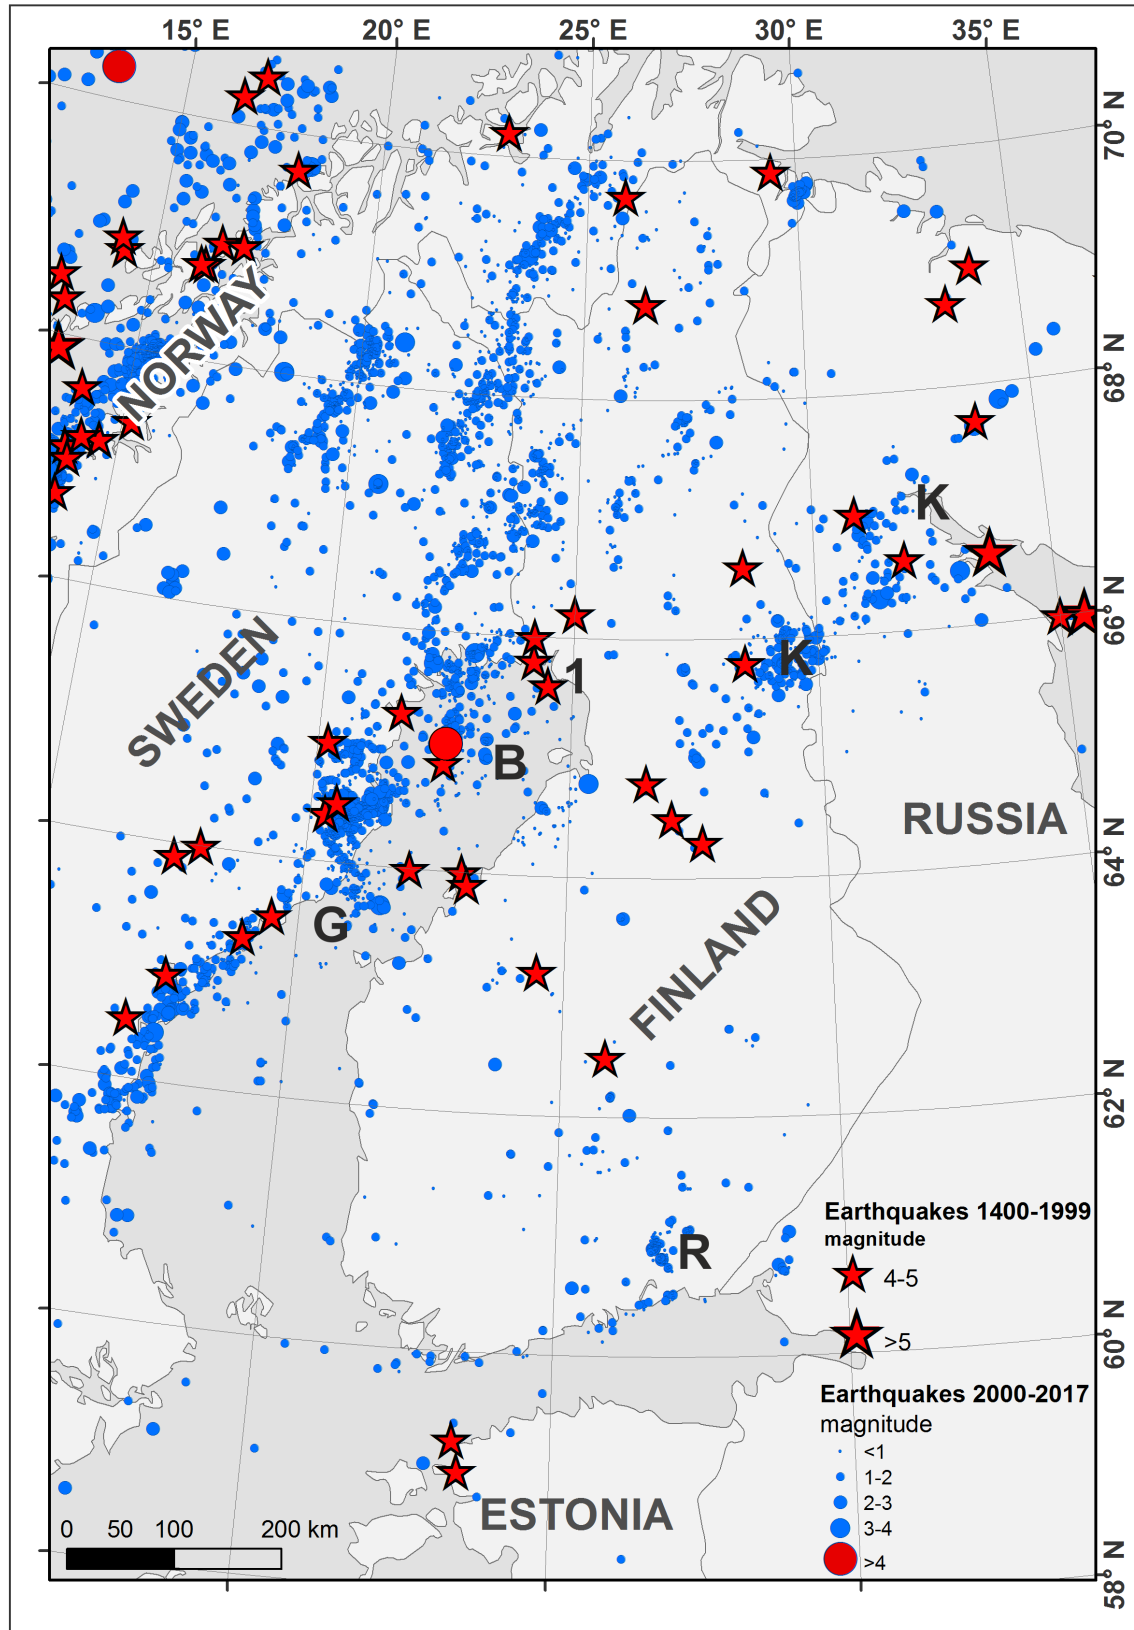 15° E 20° E 25° E 30° E 35° E
70° N
NORWAY
68° N
K
66° N
SWEDEN
K
1
B
RUSSIA
64° N
FINLAND
G
62° N
R
Earthquakes 1400-1999
magnitude
4-5
>5
60° N
Earthquakes 2000-2017
magnitude
<1
1-2
2-3
3-4
>4
ESTONIA
0 50 100 200 km
58° N